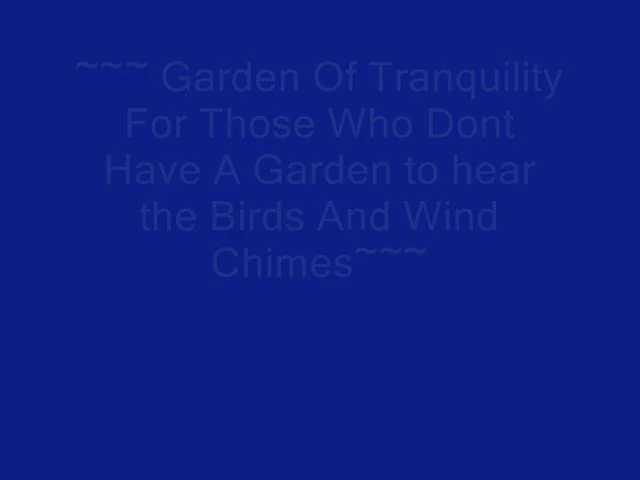 ~~~ Garden Of Tranquility
For Those Who Dont
Have A Garden to hear
the Birds And Wind
Chimes~~~